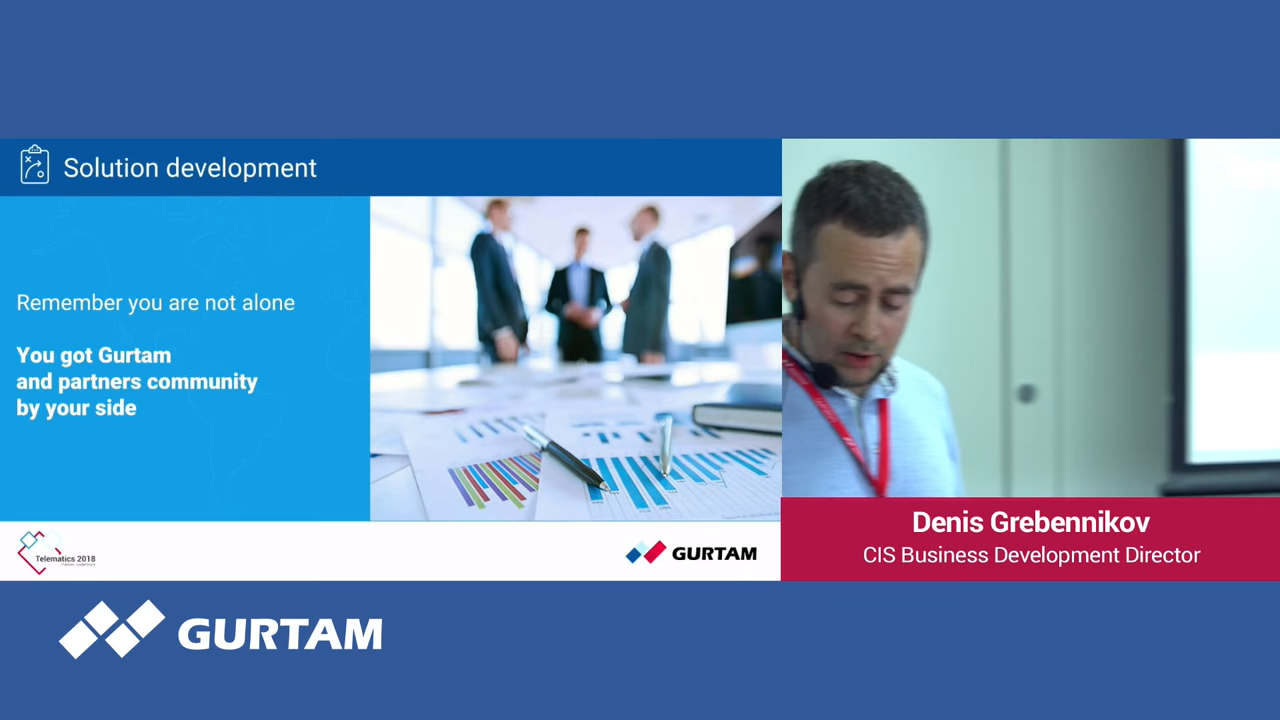 Solution development
Remember you are not alone
You got Gurtam
and partners community
by your side
Telematics 2018
GURTAM
Denis Grebennikov
CIS Business Development Director
GURTAM